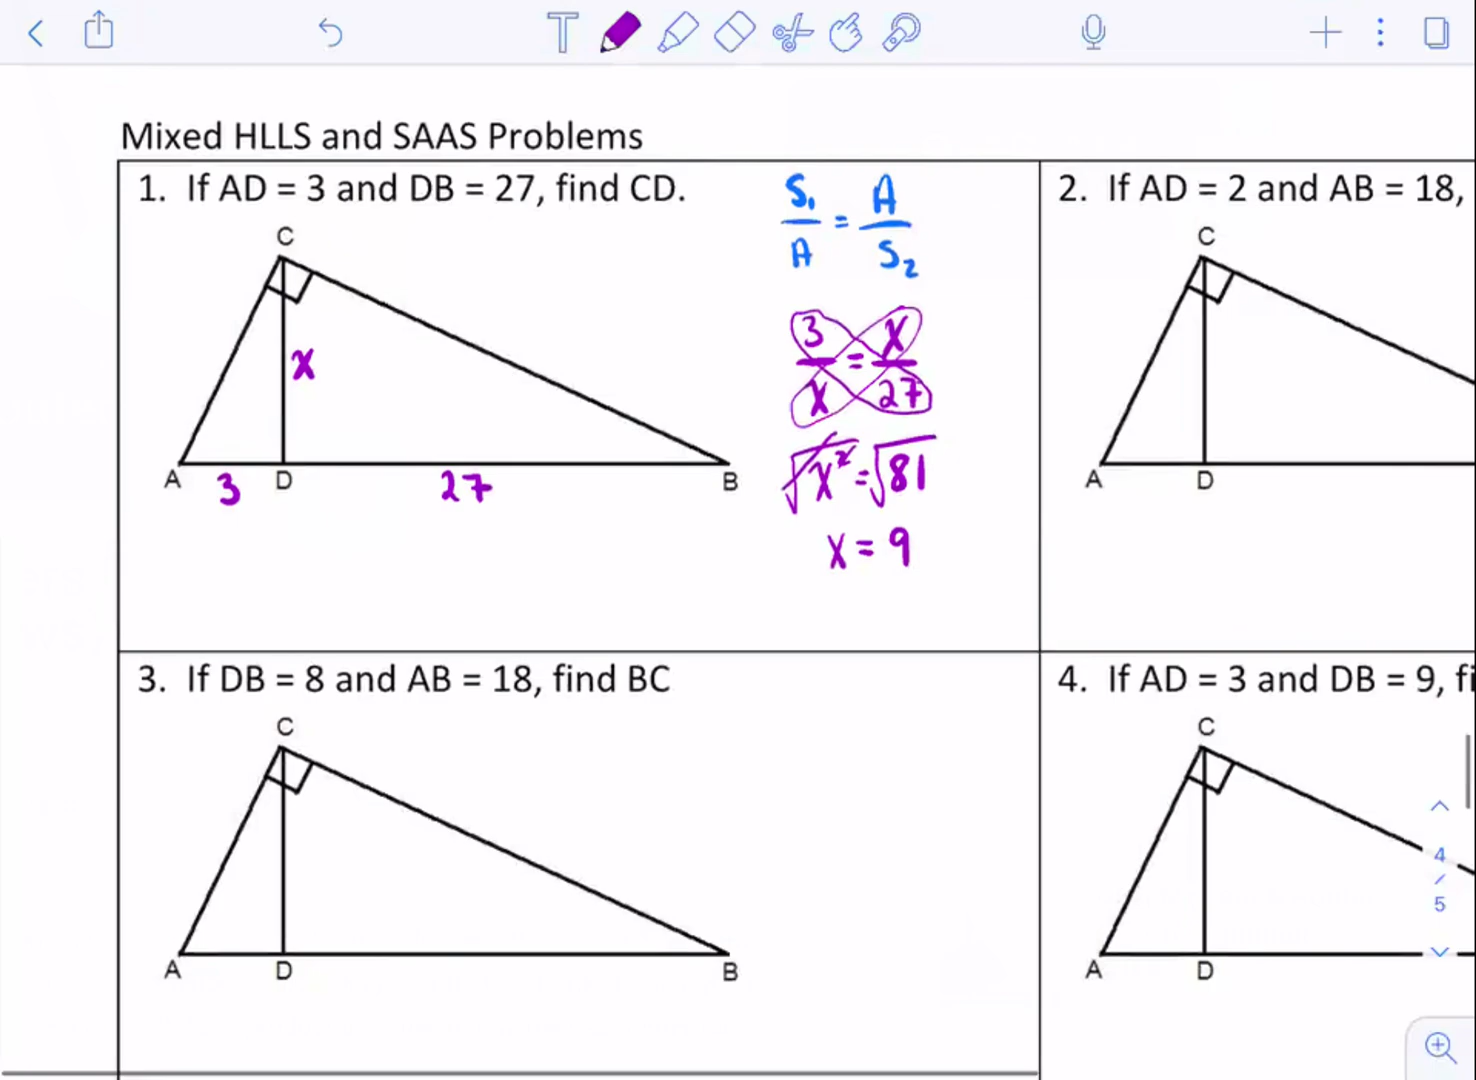 Mixed HLLS and SAAS Problems
1. If AD = 3 and DB = 27, find CD.
C
x
A
3
D
27
B
S₁/A = A/S₂
3/x = x/27
√x² = √81
x = 9
2. If AD = 2 and AB = 18,
C
A
D
3. If DB = 8 and AB = 18, find BC
C
A
D
B
4. If AD = 3 and DB = 9, fi
C
A
D
4
/
5